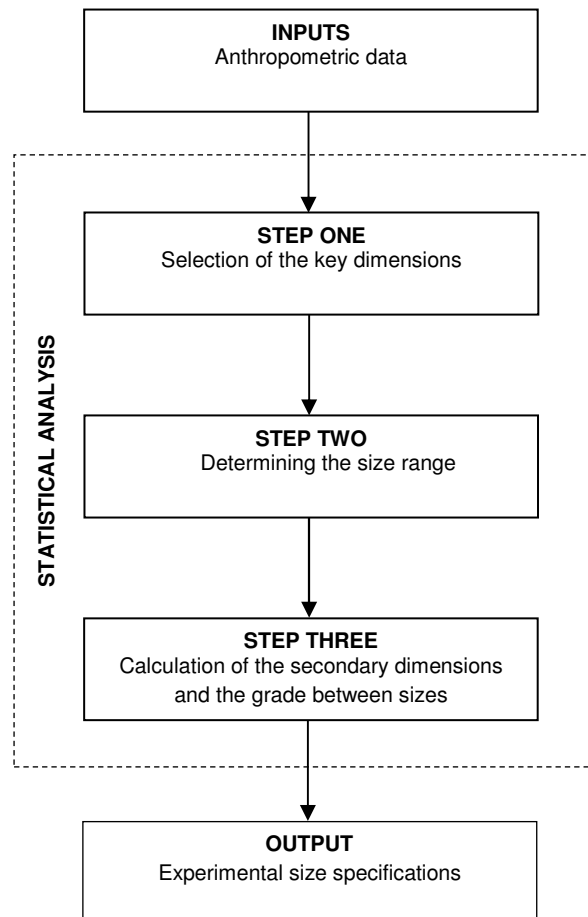 INPUTS
Anthropometric data
STEP ONE
Selection of the key dimensions
STATISTICAL ANALYSIS
STEP TWO
Determining the size range
STEP THREE
Calculation of the secondary dimensions
and the grade between sizes
OUTPUT
Experimental size specifications